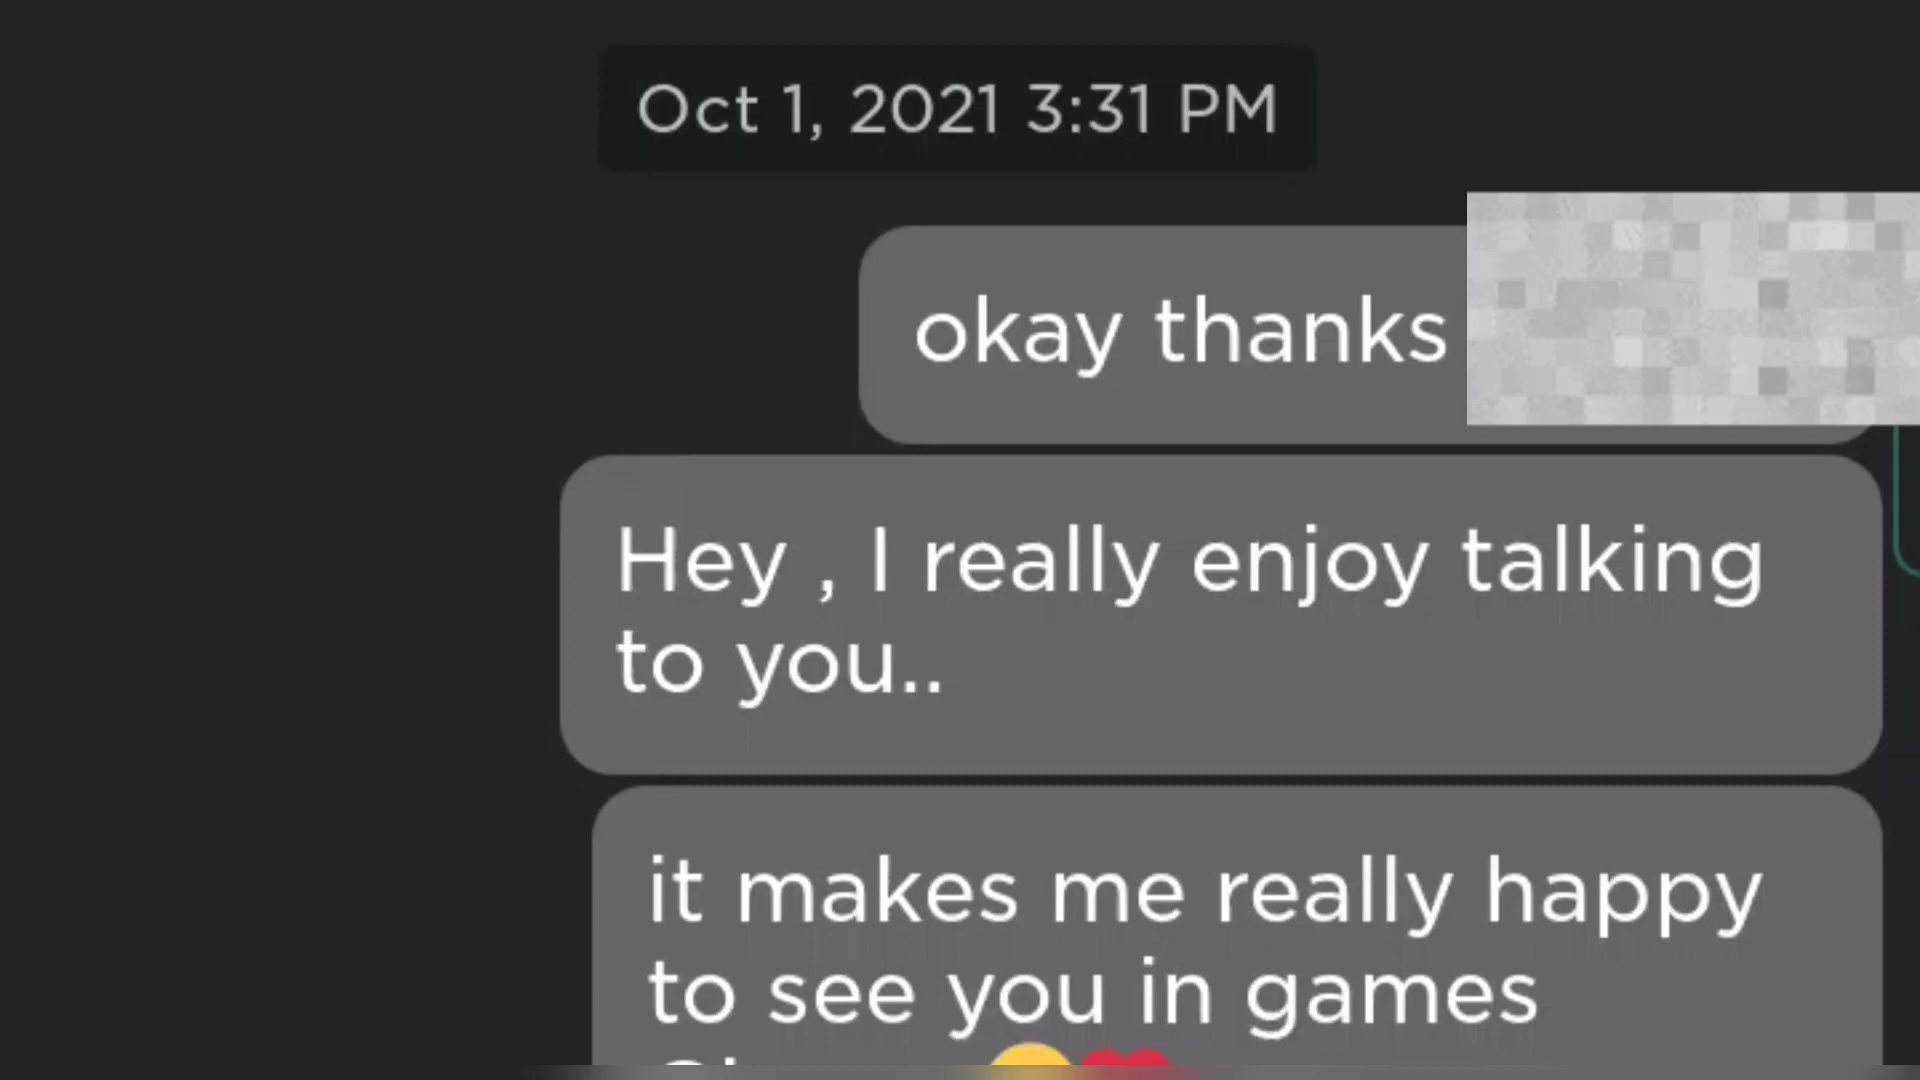 Oct 1, 2021 3:31 PM
okay thanks
Hey , I really enjoy talking
to you..
it makes me really happy
to see you in games